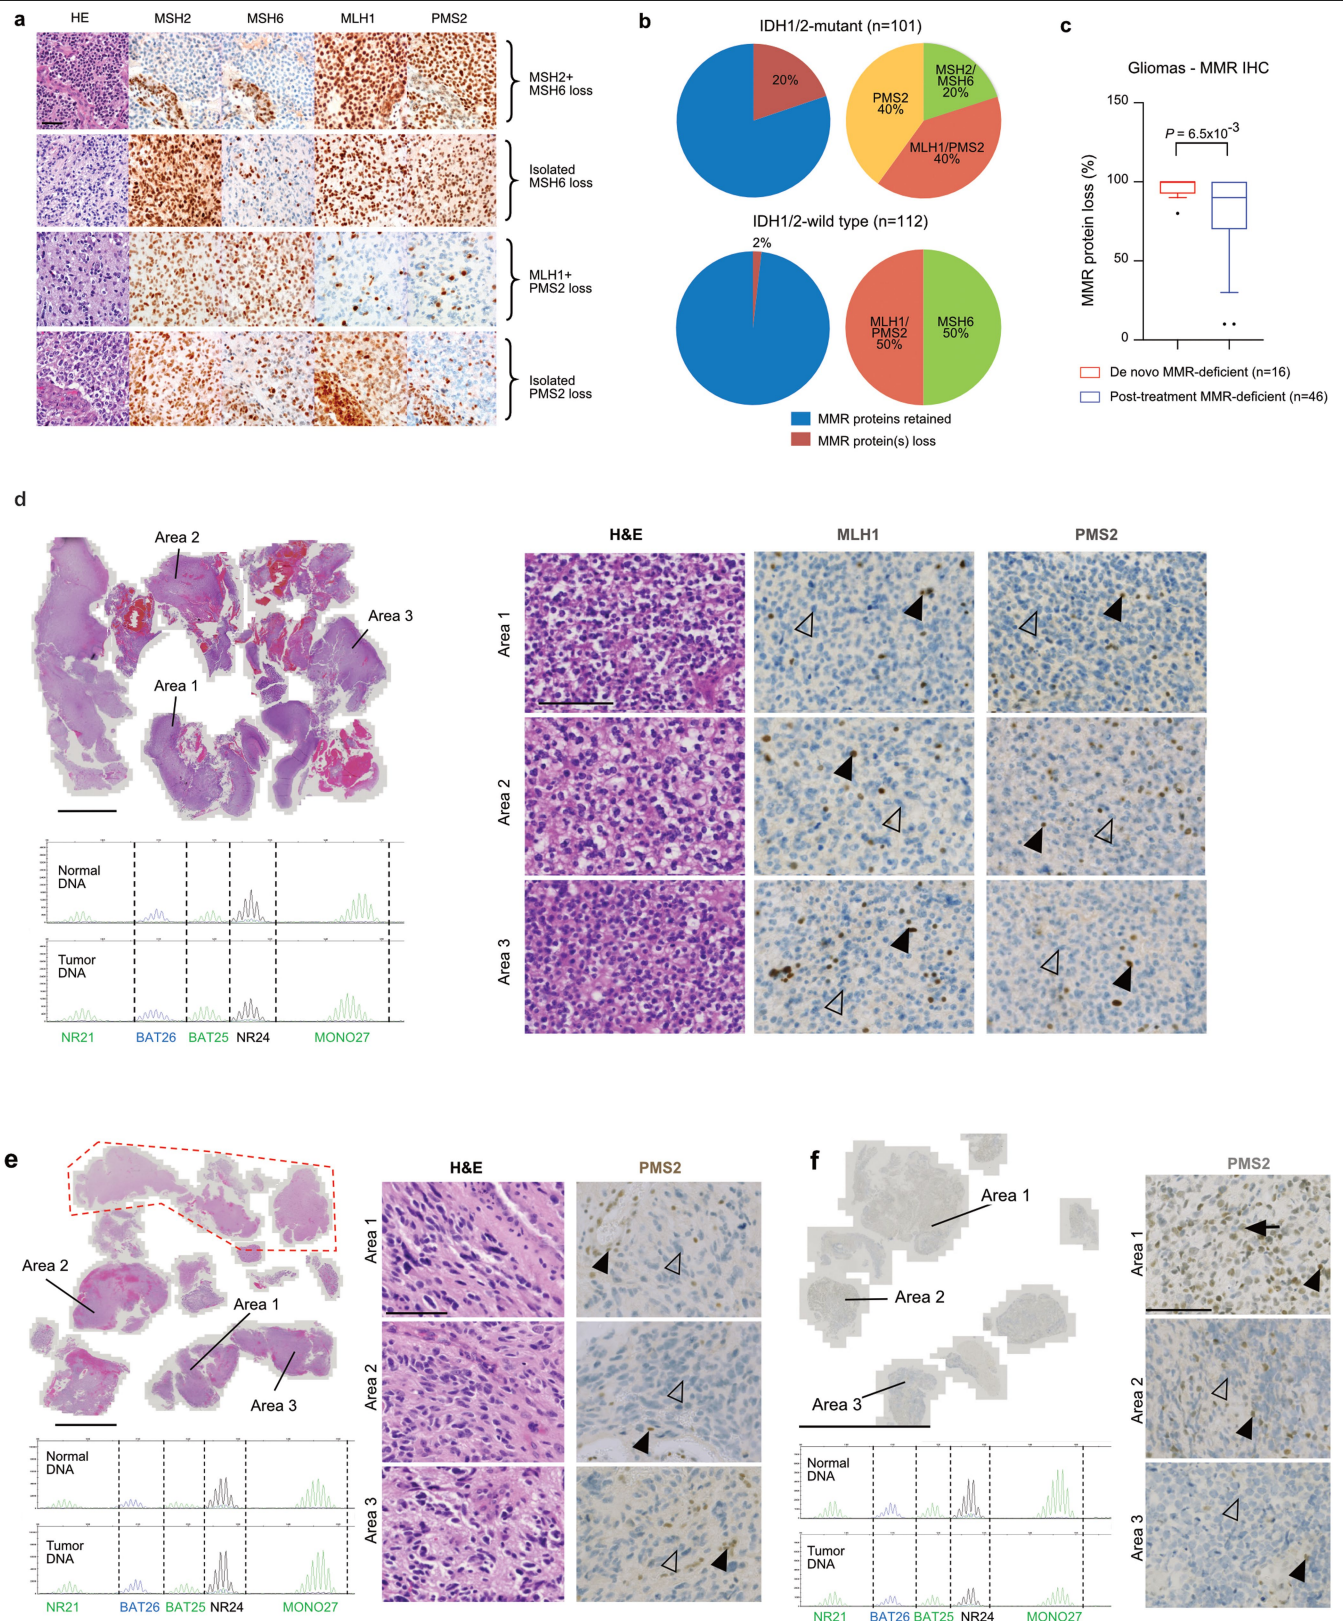 a
HE MSH2 MSH6 MLH1 PMS2
MSH2+
MSH6 loss
Isolated
MSH6 loss
MLH1+
PMS2 loss
Isolated
PMS2 loss
b
IDH1/2-mutant (n=101)
20%
PMS2
40%
MSH2/
MSH6
20%
MLH1/PMS2
40%
IDH1/2-wild type (n=112)
2%
MLH1/
PMS2
50%
MSH6
50%
MMR proteins retained
MMR protein(s) loss
c
Gliomas - MMR IHC
P = 6.5x10-3
MMR protein loss (%)
150
100
50
0
De novo MMR-deficient (n=16)
Post-treatment MMR-deficient (n=46)
d
Area 2
Area 3
Area 1
Normal
DNA
Tumor
DNA
NR21 BAT26 BAT25 NR24 MONO27
H&E MLH1 PMS2
Area 1
Area 2
Area 3
e
Area 2
Area 1
Area 3
Normal
DNA
Tumor
DNA
NR21 BAT26 BAT25 NR24 MONO27
H&E PMS2
Area 1
Area 2
Area 3
f
Area 1
Area 2
Area 3
Normal
DNA
Tumor
DNA
NR21 BAT26 BAT25 NR24 MONO27
PMS2
Area 1
Area 2
Area 3